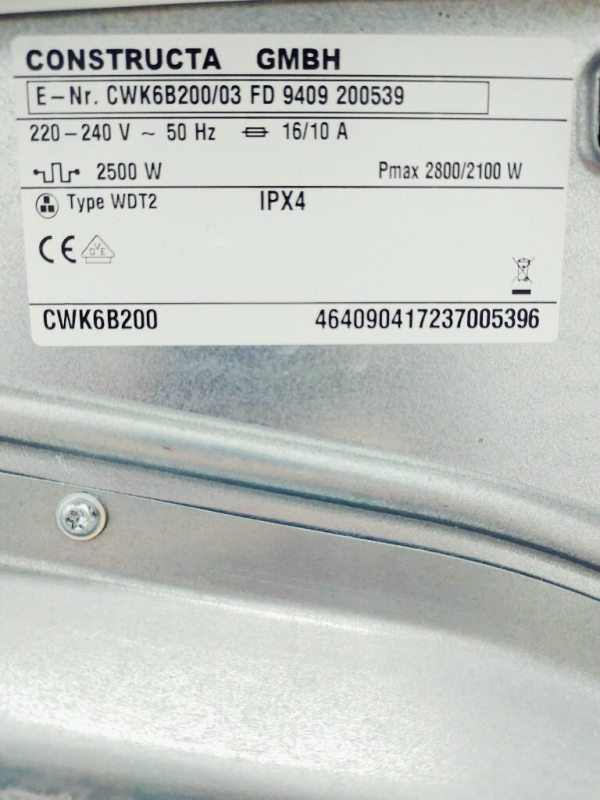 CONSTRUCTA GMBH
E-Nr. CWK6B200/03 FD 9409 200539
220-240 V ~ 50 Hz 16/10 A
2500 W Pmax 2800/2100 W
Type WDT2 IPX4
CE DVE
CWK6B200 464090417237005396